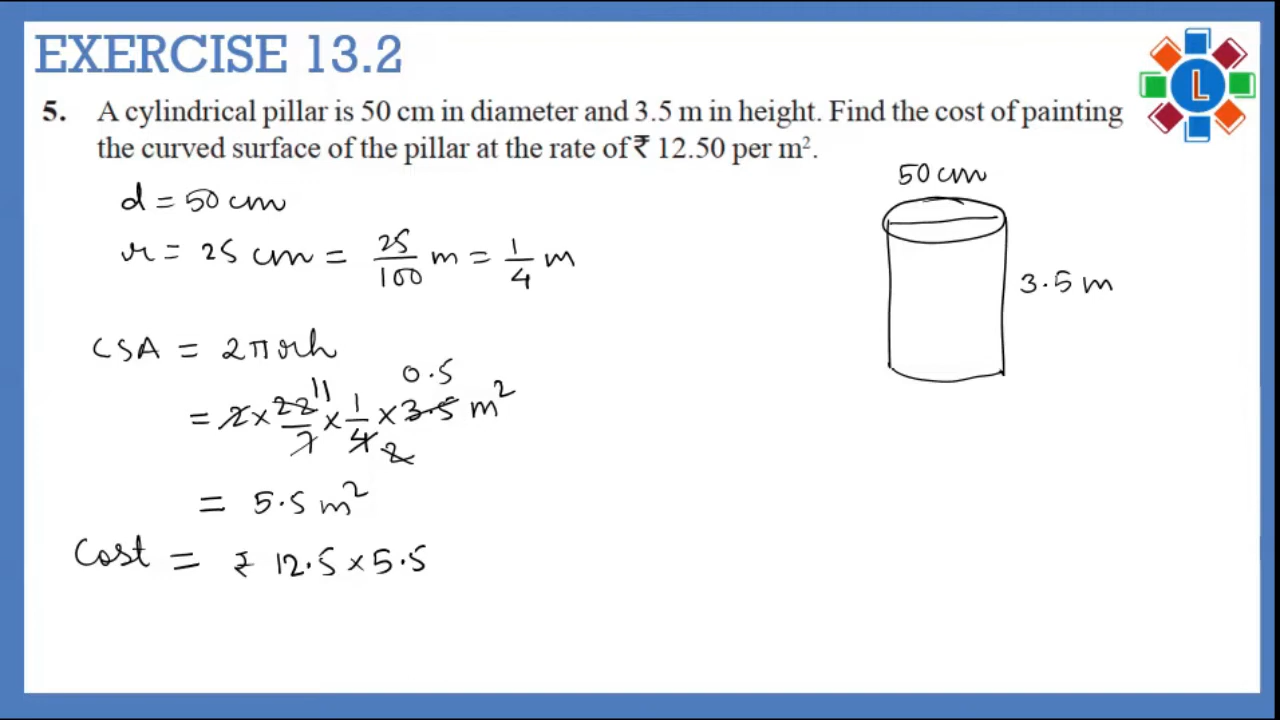 EXERCISE 13.2
L
5. A cylindrical pillar is 50 cm in diameter and 3.5 m in height. Find the cost of painting
the curved surface of the pillar at the rate of ₹ 12.50 per m².
50 cm
d = 50 cm
r = 25 cm = 25/100 m = 1/4 m
3.5 m
CSA = 2πrh
0.5
= 2 × 22/7 11 × 1/4 2 × 3.5 m²
= 5.5 m²
Cost = ₹ 12.5 × 5.5